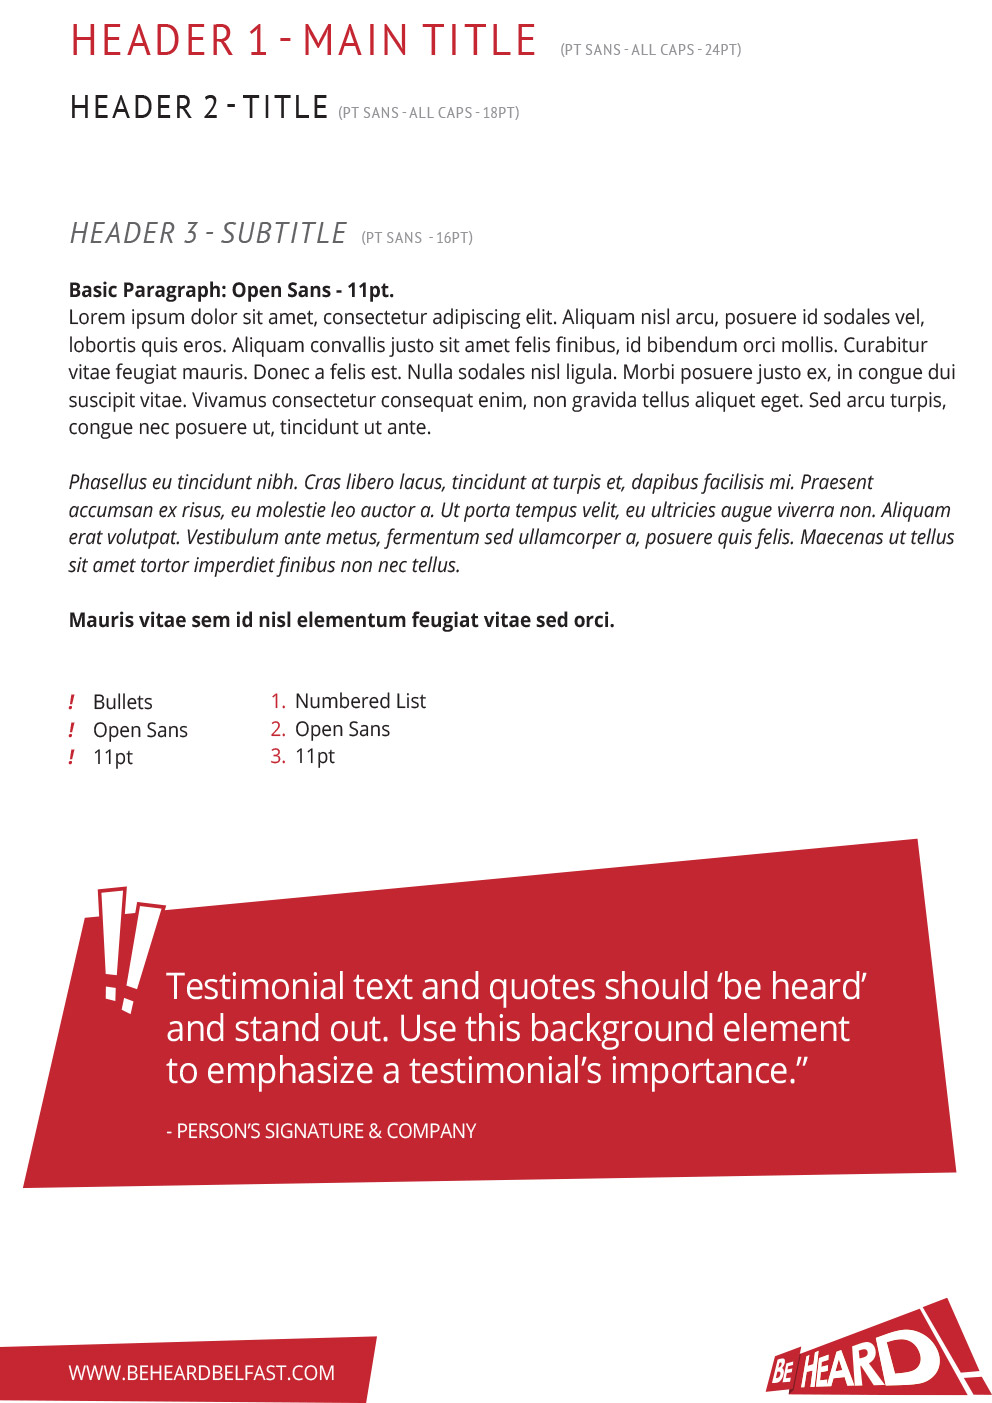 HEADER 1 - MAIN TITLE (PT SANS - ALL CAPS - 24PT)
HEADER 2 - TITLE (PT SANS - ALL CAPS - 18PT)
HEADER 3 - SUBTITLE (PT SANS - 16PT)
Basic Paragraph: Open Sans - 11pt.
Lorem ipsum dolor sit amet, consectetur adipiscing elit. Aliquam nisl arcu, posuere id sodales vel,
lobortis quis eros. Aliquam convallis justo sit amet felis finibus, id bibendum orci mollis. Curabitur
vitae feugiat mauris. Donec a felis est. Nulla sodales nisl ligula. Morbi posuere justo ex, in congue dui
suscipit vitae. Vivamus consectetur consequat enim, non gravida tellus aliquet eget. Sed arcu turpis,
congue nec posuere ut, tincidunt ut ante.
Phasellus eu tincidunt nibh. Cras libero lacus, tincidunt at turpis et, dapibus facilisis mi. Praesent
accumsan ex risus, eu molestie leo auctor a. Ut porta tempus velit, eu ultricies augue viverra non. Aliquam
erat volutpat. Vestibulum ante metus, fermentum sed ullamcorper a, posuere quis felis. Maecenas ut tellus
sit amet tortor imperdiet finibus non nec tellus.
Mauris vitae sem id nisl elementum feugiat vitae sed orci.
! Bullets
! Open Sans
! 11pt
1. Numbered List
2. Open Sans
3. 11pt
!! Testimonial text and quotes should ‘be heard’
and stand out. Use this background element
to emphasize a testimonial’s importance.”
- PERSON’S SIGNATURE & COMPANY
WWW.BEHEARDBELFAST.COM
BE HEARD!